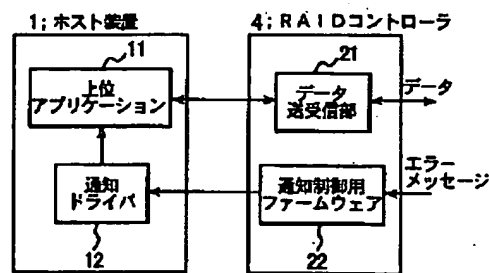 1;ホスト装置
4;RAIDコントローラ
11
上位
アプリケーション
21
データ
送受信部
データ
通知
ドライバ
12
通知制御用
ファームウェア
22
エラー
メッセージ